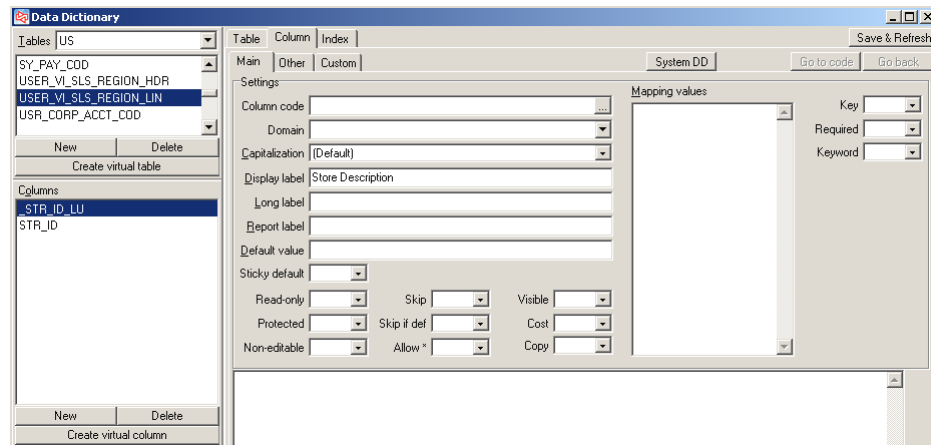 Data Dictionary
Tables US
SY_PAY_COD
USER_VI_SLS_REGION_HDR
USER_VI_SLS_REGION_LIN
USR_CORP_ACCT_COD
New Delete
Create virtual table
Columns
_STR_ID_LU
STR_ID
New Delete
Create virtual column
Table Column Index Save & Refresh
Main Other Custom System DD Go to code Go back
Settings
Column code ...
Domain
Capitalization (Default)
Display label Store Description
Long label
Report label
Default value
Sticky default
Read-only Skip Visible
Protected Skip if def Cost
Non-editable Allow * Copy
Mapping values
Key
Required
Keyword